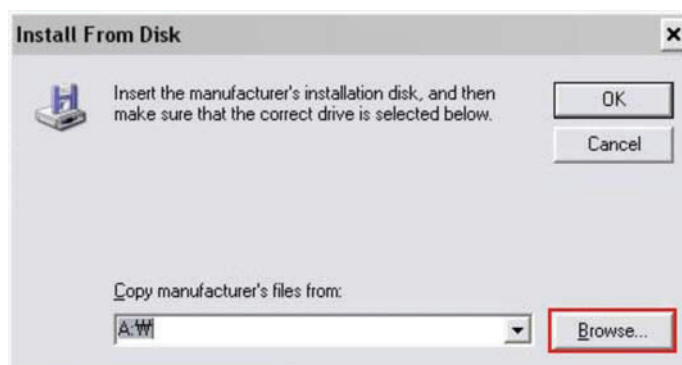 Install From Disk
Insert the manufacturer's installation disk, and then
make sure that the correct drive is selected below.
OK
Cancel
Copy manufacturer's files from:
A:₩
Browse...